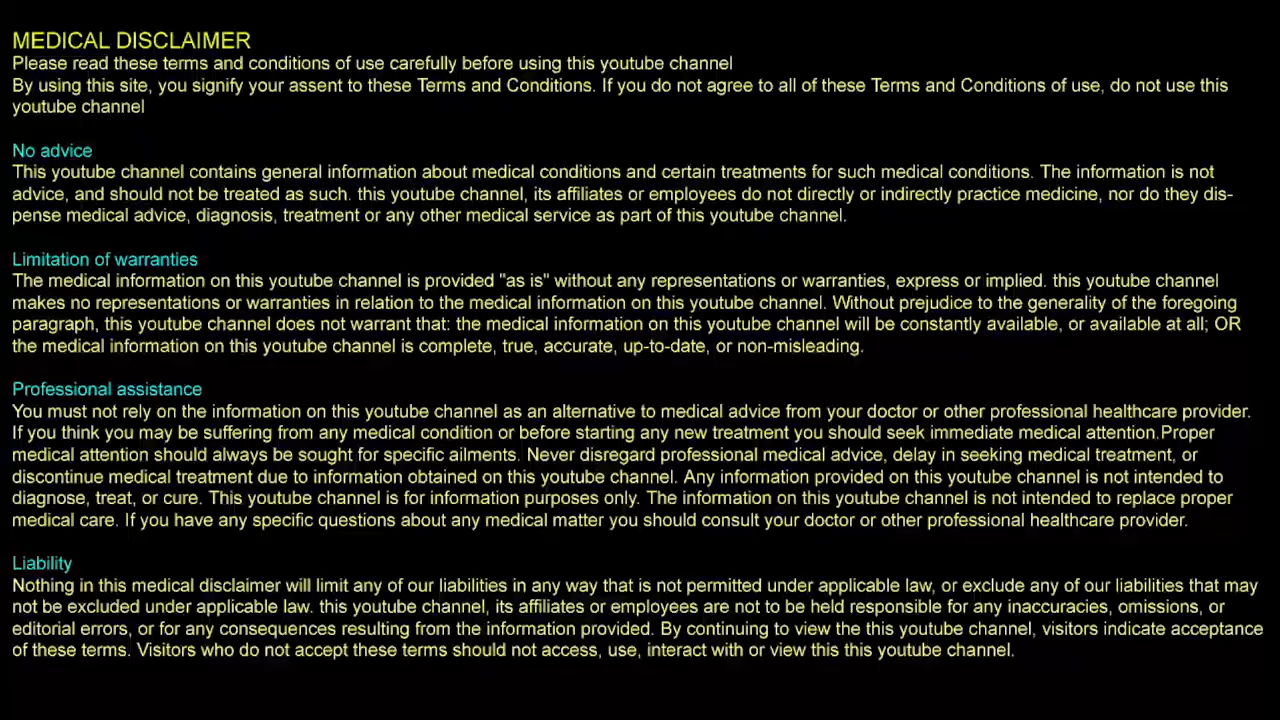 MEDICAL DISCLAIMER
Please read these terms and conditions of use carefully before using this youtube channel
By using this site, you signify your assent to these Terms and Conditions. If you do not agree to all of these Terms and Conditions of use, do not use this
youtube channel
No advice
This youtube channel contains general information about medical conditions and certain treatments for such medical conditions. The information is not
advice, and should not be treated as such. this youtube channel, its affiliates or employees do not directly or indirectly practice medicine, nor do they dis-
pense medical advice, diagnosis, treatment or any other medical service as part of this youtube channel.
Limitation of warranties
The medical information on this youtube channel is provided "as is" without any representations or warranties, express or implied. this youtube channel
makes no representations or warranties in relation to the medical information on this youtube channel. Without prejudice to the generality of the foregoing
paragraph, this youtube channel does not warrant that: the medical information on this youtube channel will be constantly available, or available at all; OR
the medical information on this youtube channel is complete, true, accurate, up-to-date, or non-misleading.
Professional assistance
You must not rely on the information on this youtube channel as an alternative to medical advice from your doctor or other professional healthcare provider.
If you think you may be suffering from any medical condition or before starting any new treatment you should seek immediate medical attention.Proper
medical attention should always be sought for specific ailments. Never disregard professional medical advice, delay in seeking medical treatment, or
discontinue medical treatment due to information obtained on this youtube channel. Any information provided on this youtube channel is not intended to
diagnose, treat, or cure. This youtube channel is for information purposes only. The information on this youtube channel is not intended to replace proper
medical care. If you have any specific questions about any medical matter you should consult your doctor or other professional healthcare provider.
Liability
Nothing in this medical disclaimer will limit any of our liabilities in any way that is not permitted under applicable law, or exclude any of our liabilities that may
not be excluded under applicable law. this youtube channel, its affiliates or employees are not to be held responsible for any inaccuracies, omissions, or
editorial errors, or for any consequences resulting from the information provided. By continuing to view the this youtube channel, visitors indicate acceptance
of these terms. Visitors who do not accept these terms should not access, use, interact with or view this this youtube channel.